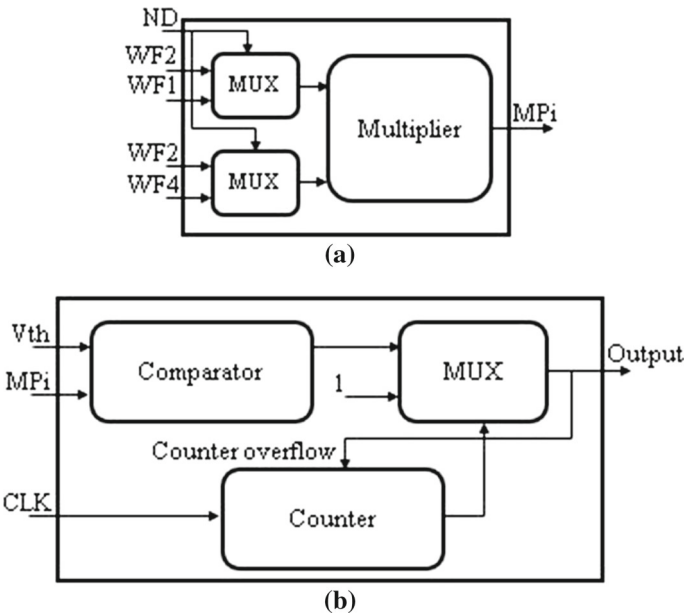 ND
WF2
WF1
MUX
WF2
WF4
MUX
Multiplier
MPi
(a)
Vth
MPi
Comparator
1
MUX
Output
Counter overflow
CLK
Counter
(b)